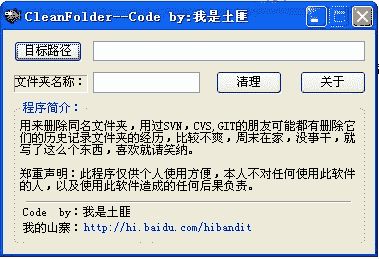 CleanFolder--Code by:我是土匪
目标路径
文件夹名称:
清理
关于
程序简介:
用来删除同名文件夹,用过SVN,CVS,GIT的朋友可能都有删除它
们的历史记录文件夹的经历,比较不爽,周末在家,没事干,就
写了这么个东西,喜欢就请笑纳。
郑重声明:此程序仅供个人使用方便,本人不对任何使用此软件
的人,以及使用此软件造成的任何后果负责。
Code by:我是土匪
我的山寨:http://hi.baidu.com/hibandit